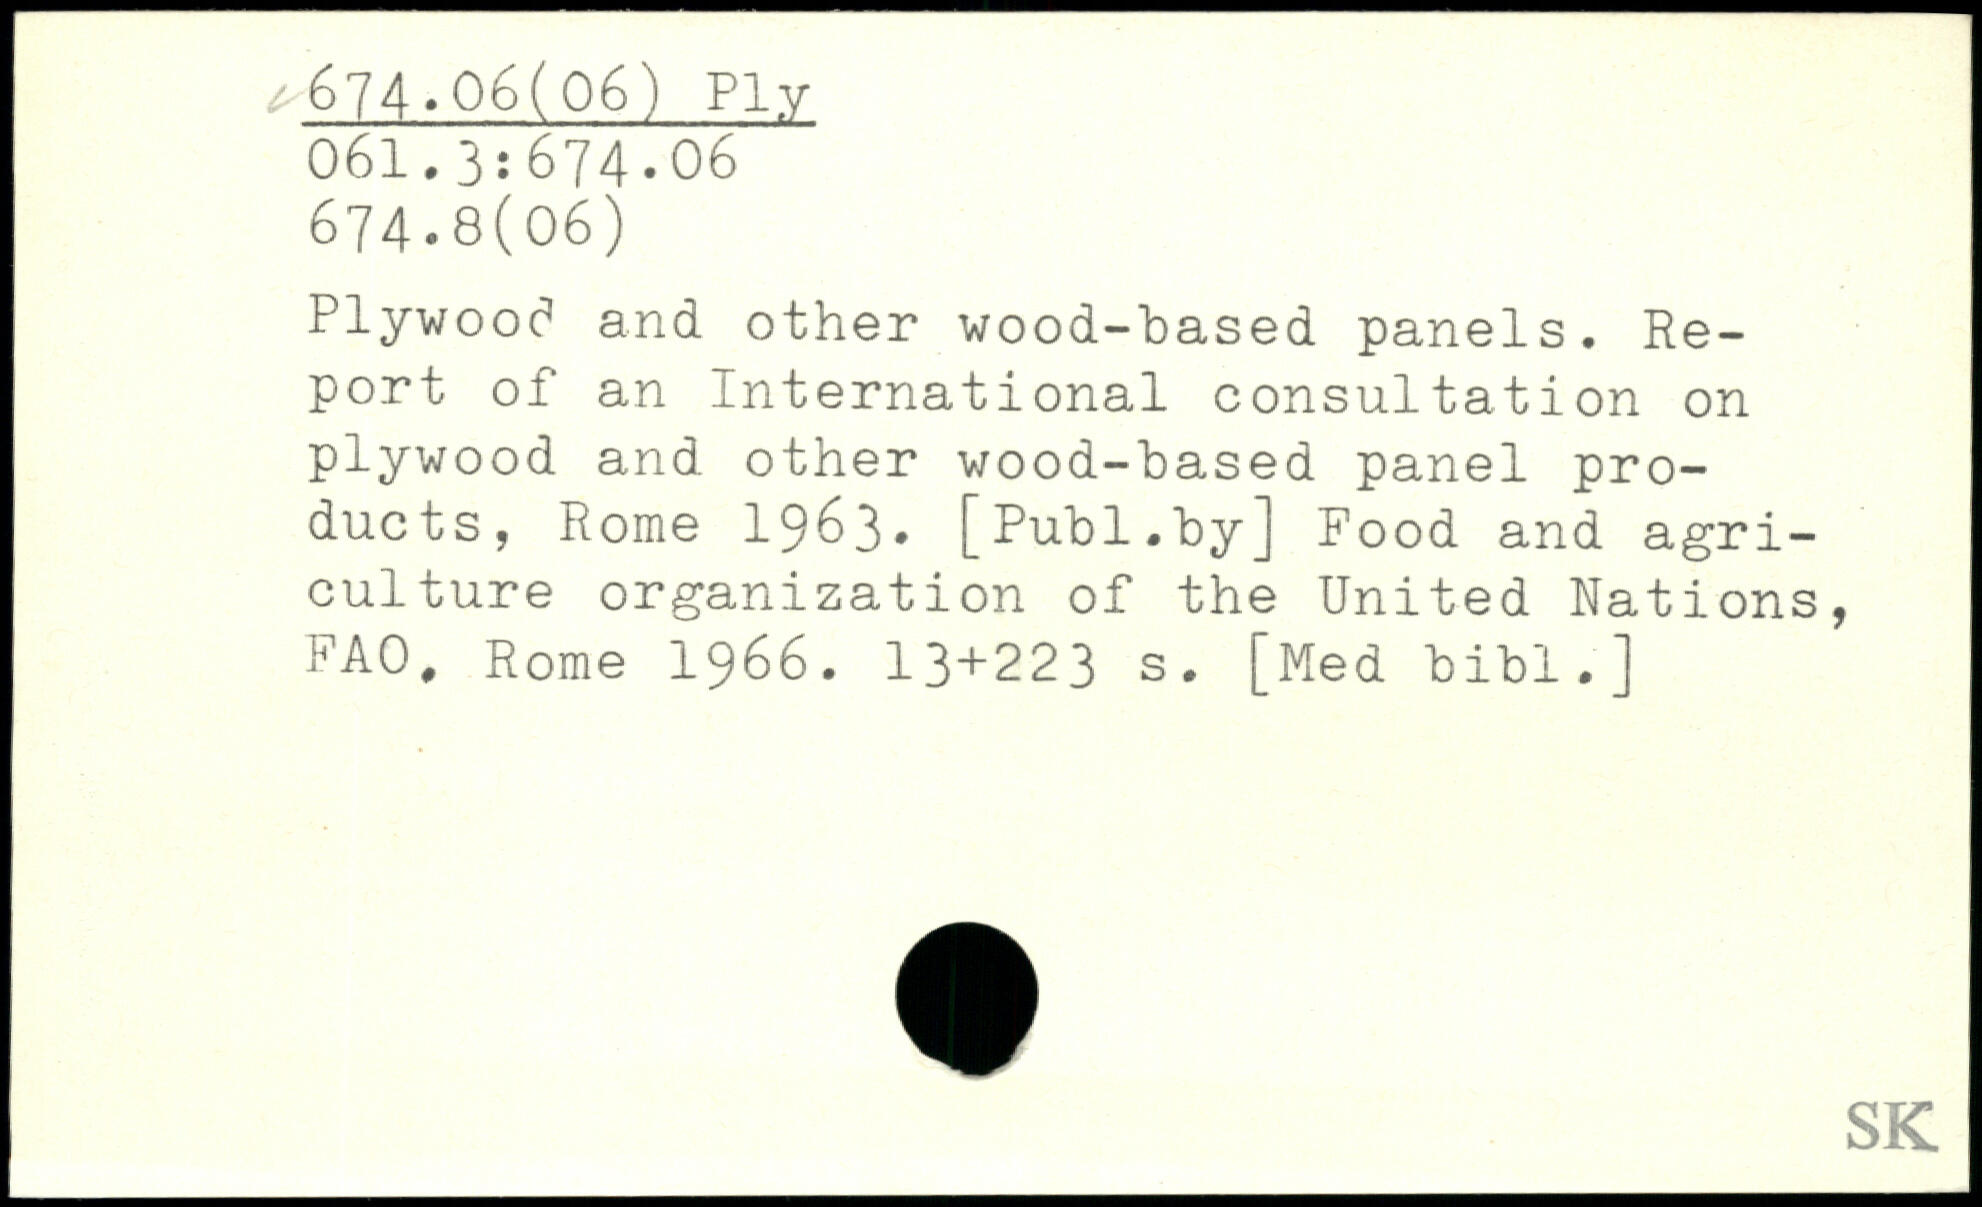 674.06(06) Ply
061.3:674.06
674.8(06)
Plywood and other wood-based panels. Re-
port of an International consultation on
plywood and other wood-based panel pro-
ducts, Rome 1963. [Publ.by] Food and agri-
culture organization of the United Nations,
FAO. Rome 1966. 13+223 s. [Med bibl.]
SK